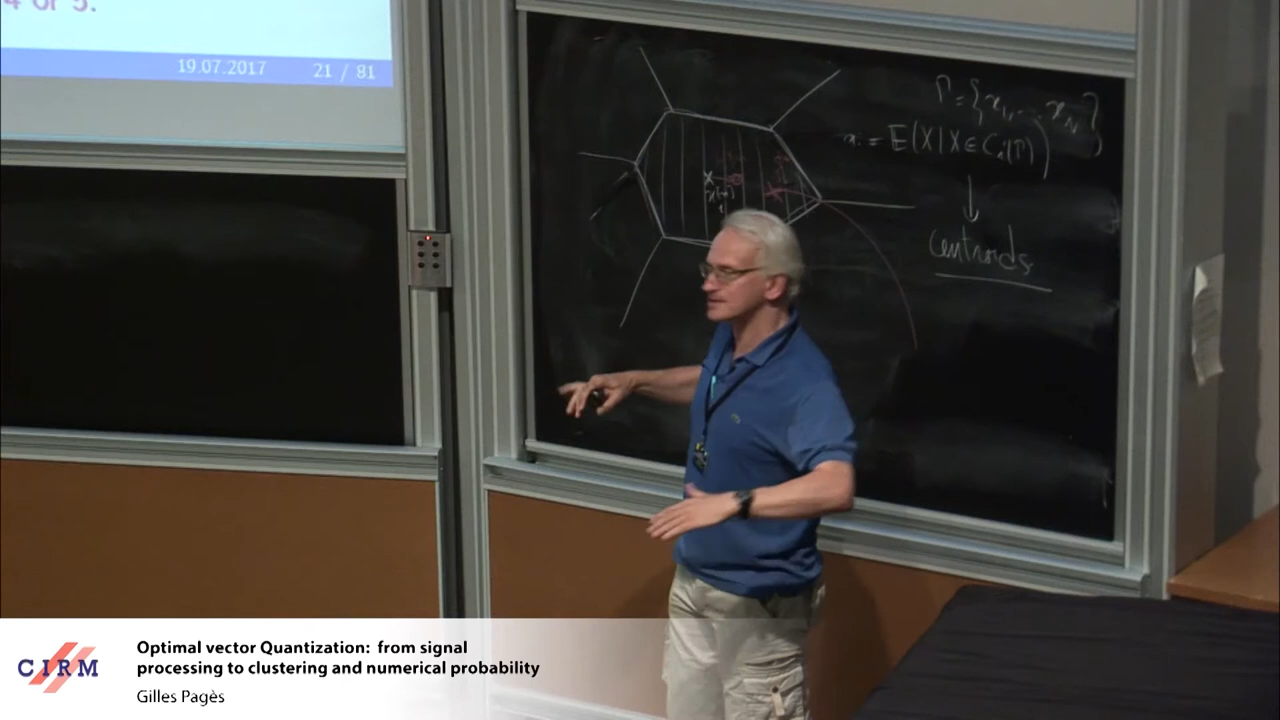 4 or 5.
19.07.2017 21 / 81
Γ = {x₁, ... x_N}
xᵢ = E(X | X ∈ Cᵢ(Γ))
centroids
CIRM
Optimal vector Quantization: from signal
processing to clustering and numerical probability
Gilles Pagès